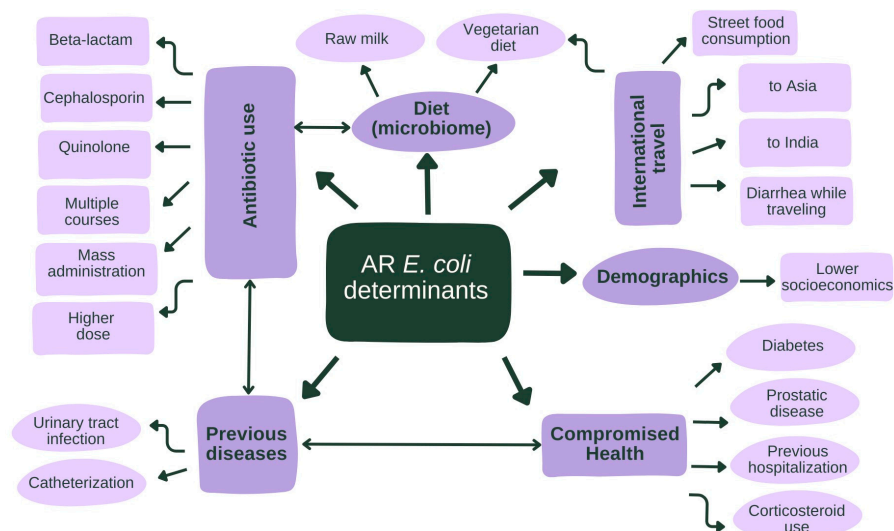 Beta-lactam
Cephalosporin
Quinolone
Multiple
courses
Mass
administration
Higher
dose
Antibiotic use
Raw milk
Vegetarian
diet
Diet
(microbiome)
International
travel
Street food
consumption
to Asia
to India
Diarrhea while
traveling
AR E. coli
determinants
Demographics
Lower
socioeconomics
Previous
diseases
Urinary tract
infection
Catheterization
Compromised
Health
Diabetes
Prostatic
disease
Previous
hospitalization
Corticosteroid
use